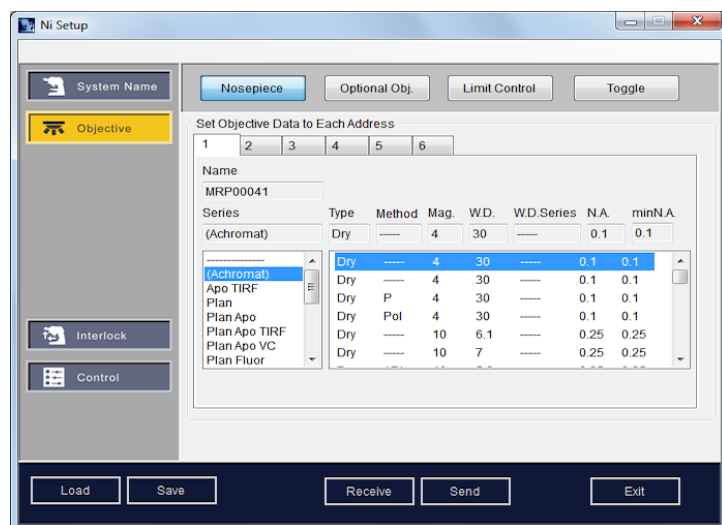 Ni Setup
System Name
Objective
Interlock
Control
Nosepiece Optional Obj. Limit Control Toggle
Set Objective Data to Each Address
1 2 3 4 5 6
Name
MRP00041
Series Type Method Mag. W.D. W.D.Series N.A. minN.A.
(Achromat) Dry ----- 4 30 ----- 0.1 0.1
--------------
(Achromat)
Apo TIRF
Plan
Plan Apo
Plan Apo TIRF
Plan Apo VC
Plan Fluor
Dry ----- 4 30 ----- 0.1 0.1
Dry ----- 4 30 ----- 0.1 0.1
Dry P 4 30 ----- 0.1 0.1
Dry Pol 4 30 ----- 0.1 0.1
Dry ----- 10 6.1 ----- 0.25 0.25
Dry ----- 10 7 ----- 0.25 0.25
Load Save Receive Send Exit